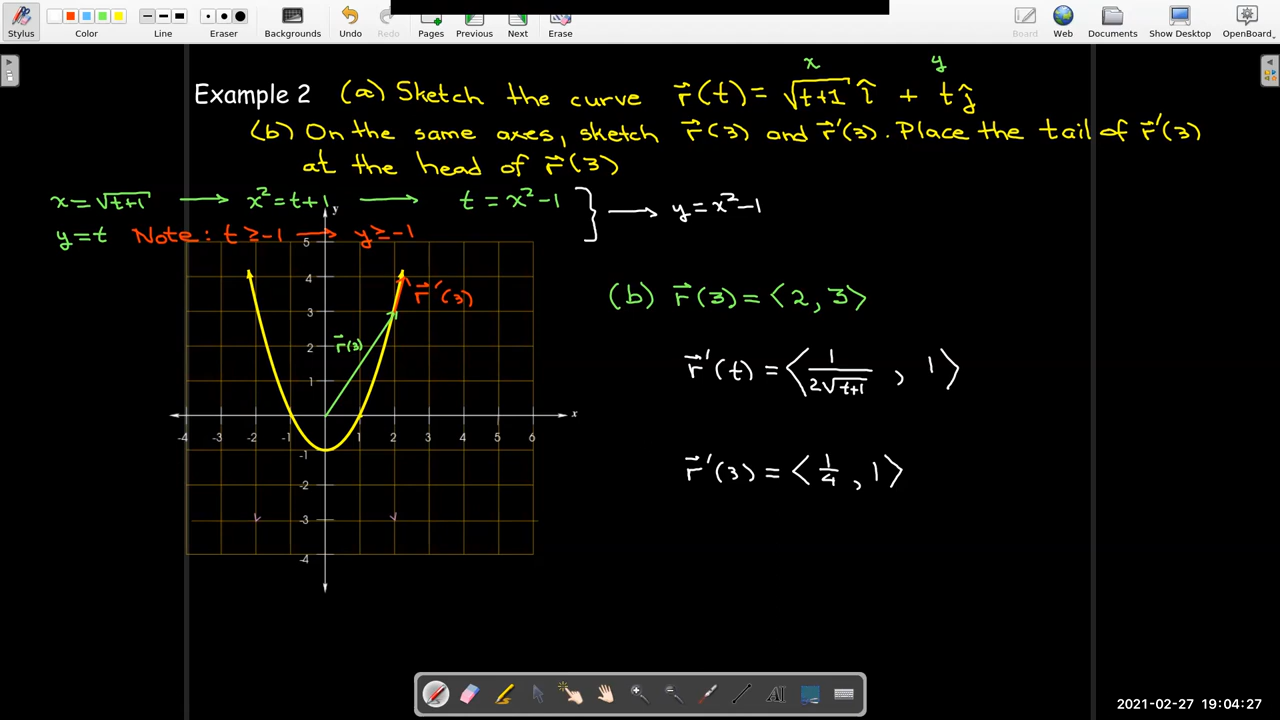 Stylus Color Line Eraser Backgrounds Undo Redo Pages Previous Next Erase Board Web Documents Show Desktop OpenBoard
x y
Example 2 (a) Sketch the curve r⃗(t) = √(t+1) î + t ĵ
(b) On the same axes, sketch r⃗(3) and r⃗'(3). Place the tail of r⃗'(3)
at the head of r⃗(3)
x = √(t+1) → x² = t+1 → t = x²-1 } → y = x²-1
y = t Note: t ≥ -1 → y ≥ -1
y
5
4
3
2
1
-4 -3 -2 -1 1 2 3 4 5 6 x
-1
-2
-3
-4
r⃗'(3)
r⃗(3)
(b) r⃗(3) = ⟨2, 3⟩
r⃗'(t) = ⟨1/(2√(t+1)), 1⟩
r⃗'(3) = ⟨1/4, 1⟩
AI
2021-02-27 19:04:27